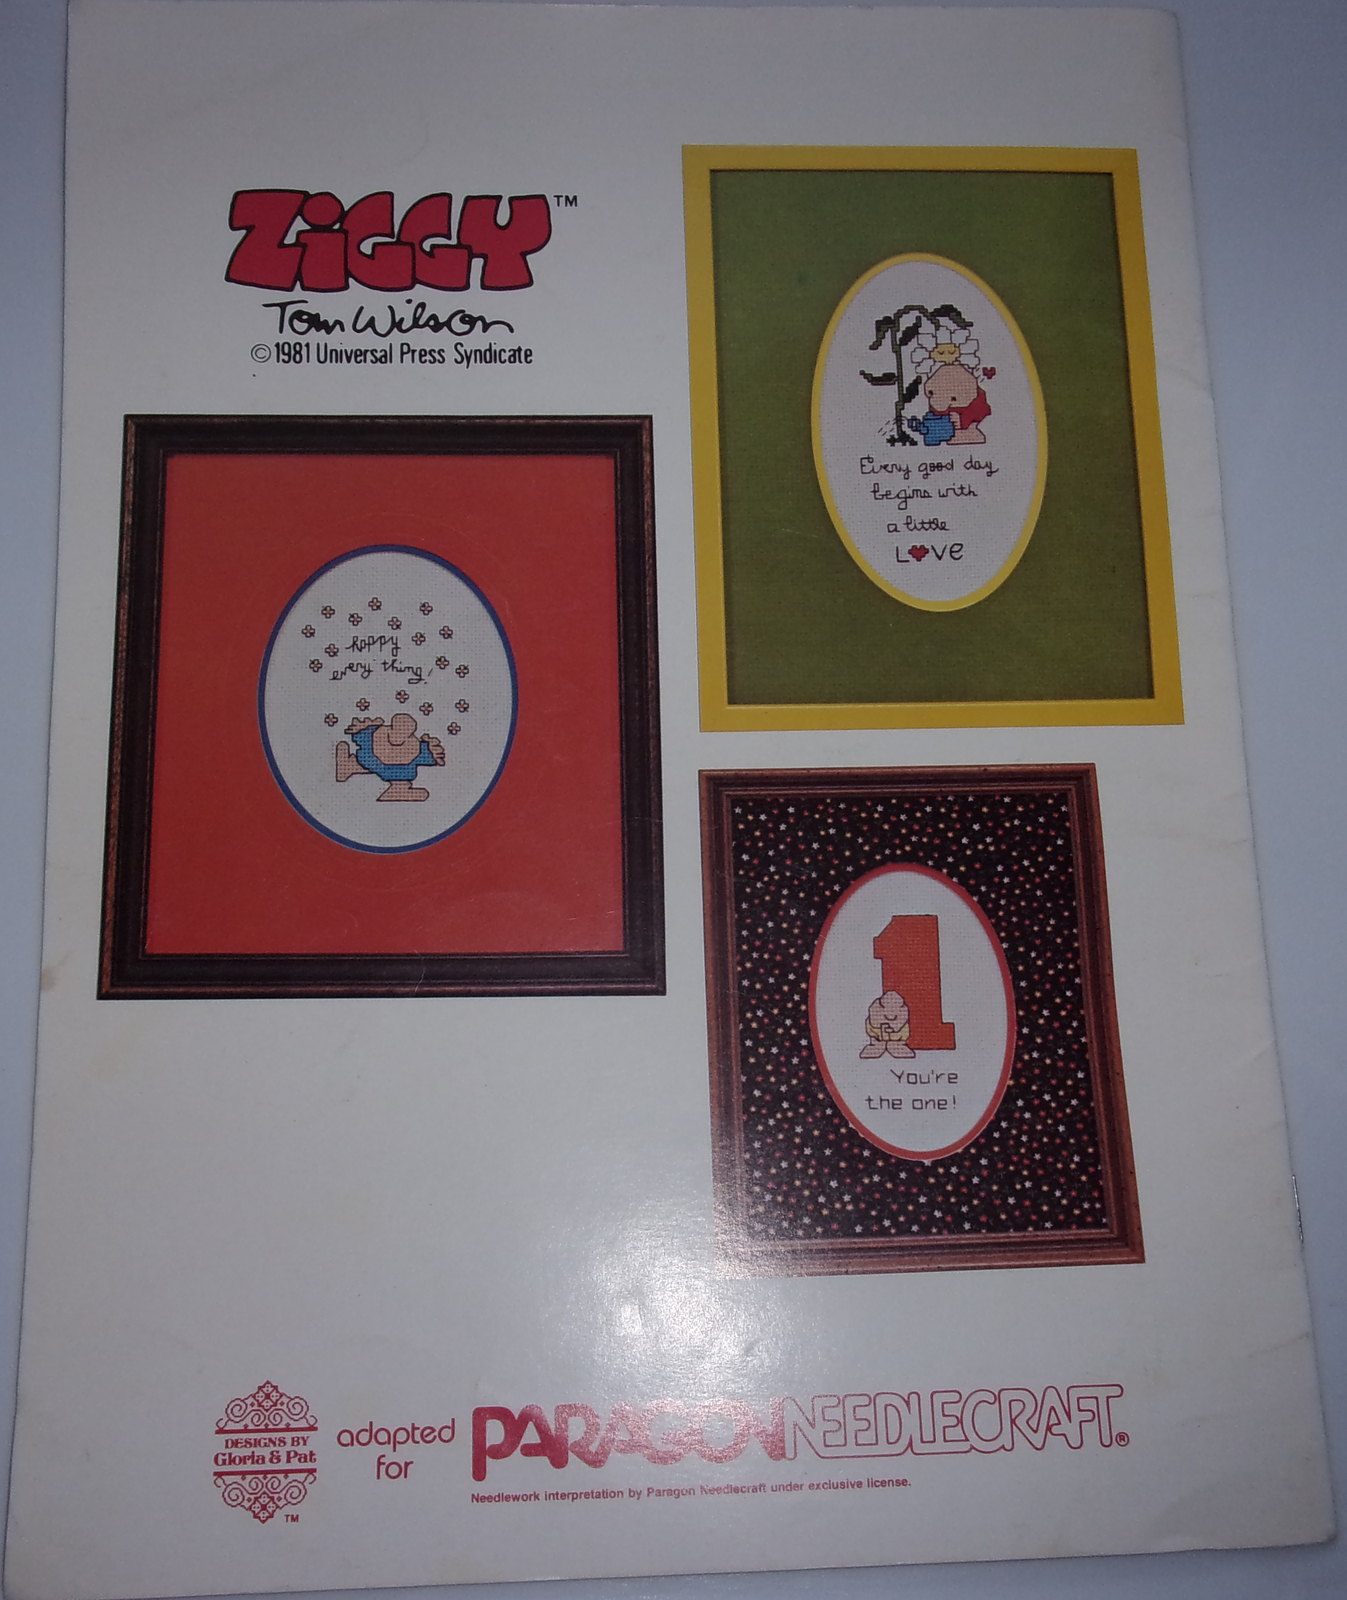 ZiGGY™
Tom Wilson
©1981 Universal Press Syndicate
Every good day
begins with
a little
L♥ve
happy
every thing!
1
You're
the one!
DESIGNS BY
Gloria & Pat
TM
adapted
for
PARAGON NEEDLECRAFT®
Needlework interpretation by Paragon Needlecraft under exclusive license.